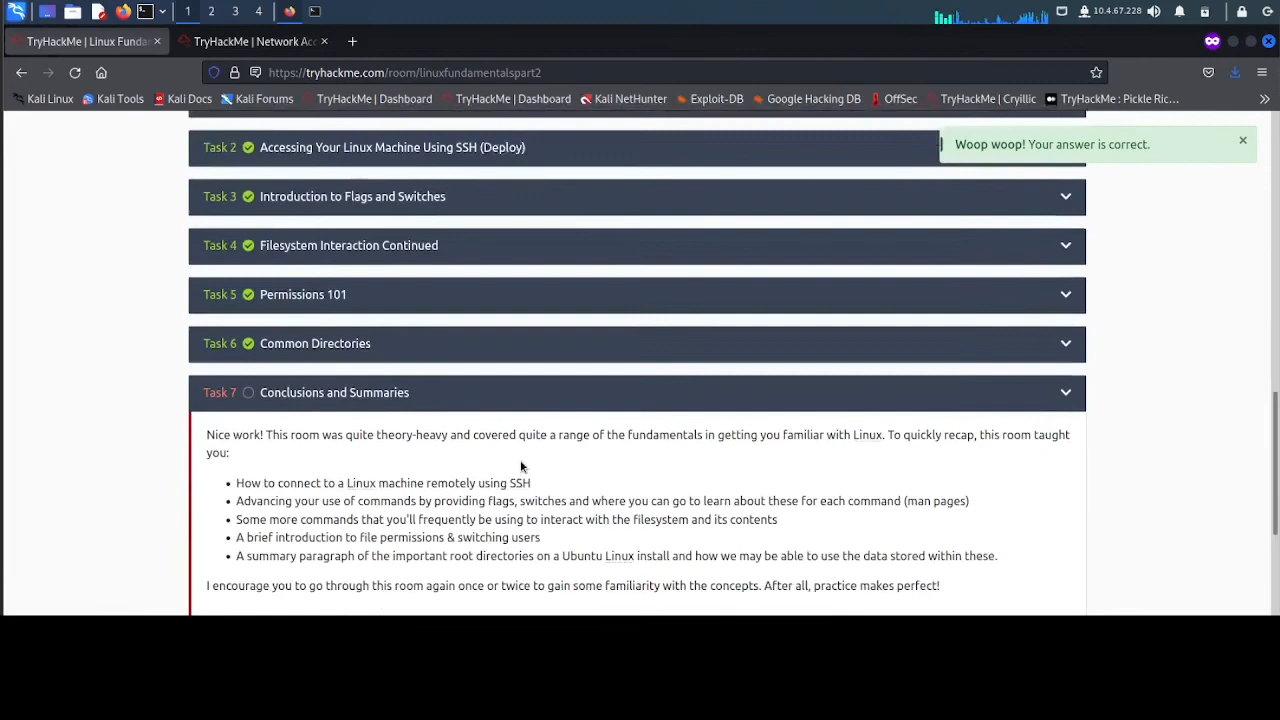 1 2 3 4 10.4.67.228
TryHackMe | Linux Funda TryHackMe | Network Acc
https://tryhackme.com/room/linuxfundamentalspart2
Kali Linux Kali Tools Kali Docs Kali Forums TryHackMe | Dashboard TryHackMe | Dashboard Kali NetHunter Exploit-DB Google Hacking DB OffSec TryHackMe | Cryillic TryHackMe : Pickle Ric...
Task 2 Accessing Your Linux Machine Using SSH (Deploy)
Woop woop! Your answer is correct.
Task 3 Introduction to Flags and Switches
Task 4 Filesystem Interaction Continued
Task 5 Permissions 101
Task 6 Common Directories
Task 7 Conclusions and Summaries
Nice work! This room was quite theory-heavy and covered quite a range of the fundamentals in getting you familiar with Linux. To quickly recap, this room taught
you:
• How to connect to a Linux machine remotely using SSH
• Advancing your use of commands by providing flags, switches and where you can go to learn about these for each command (man pages)
• Some more commands that you'll frequently be using to interact with the filesystem and its contents
• A brief introduction to file permissions & switching users
• A summary paragraph of the important root directories on a Ubuntu Linux install and how we may be able to use the data stored within these.
I encourage you to go through this room again once or twice to gain some familiarity with the concepts. After all, practice makes perfect!